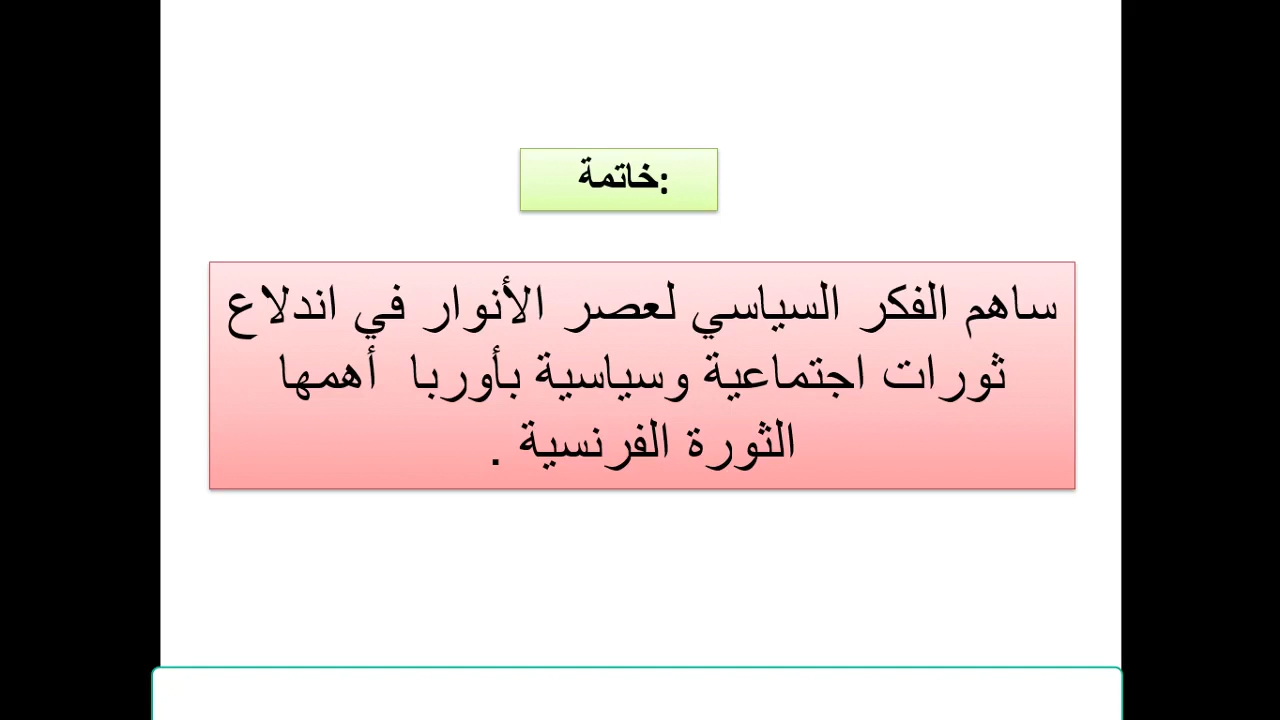 خاتمة:
ساهم الفكر السياسي لعصر الأنوار في اندلاع
ثورات اجتماعية وسياسية بأوربا أهمها
الثورة الفرنسية .